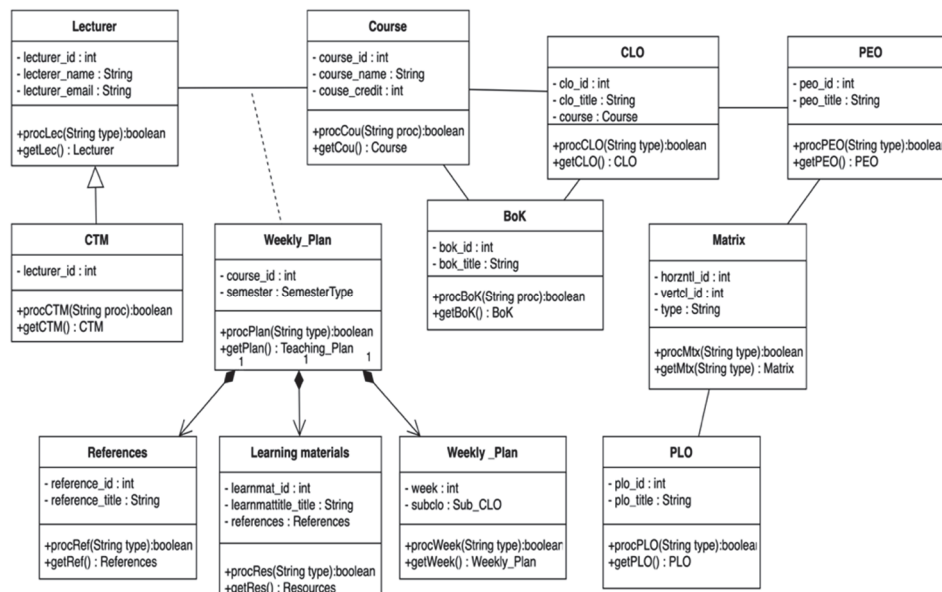 Lecturer
- lecturer_id : int
- lecterer_name : String
- lecturer_email : String
+procLec(String type):boolean
+getLec() : Lecturer
Course
- course_id : int
- course_name : String
- couse_credit : int
+procCou(String proc):boolean
+getCou() : Course
CLO
- clo_id : int
- clo_title : String
- course : Course
+procCLO(String type):boolean
+getCLO() : CLO
PEO
- peo_id : int
- peo_title : String
+procPEO(String type):boolean
+getPEO() : PEO
CTM
- lecturer_id : int
+procCTM(String proc):boolean
+getCTM() : CTM
Weekly_Plan
- course_id : int
- semester : SemesterType
+procPlan(String type):boolean
+getPlan() : Teaching_Plan
1 1 1
BoK
- bok_id : int
- bok_title : String
+procBoK(String proc):boolean
+getBoK() : BoK
Matrix
- horzntl_id : int
- vertcl_id : int
- type : String
+procMtx(String type):boolean
+getMtx(String type) : Matrix
References
- reference_id : int
- reference_title : String
+procRef(String type):boolean
+getRef() : References
Learning materials
- learnmat_id : int
- learnmattitle_title : String
- references : References
+procRes(String type):boolean
+getRes() : Resources
Weekly _Plan
- week : int
- subclo : Sub_CLO
+procWeek(String type):boolean
+getWeek() : Weekly_Plan
PLO
- plo_id : int
- plo_title : String
+procPLO(String type):boolean
+getPLO() : PLO